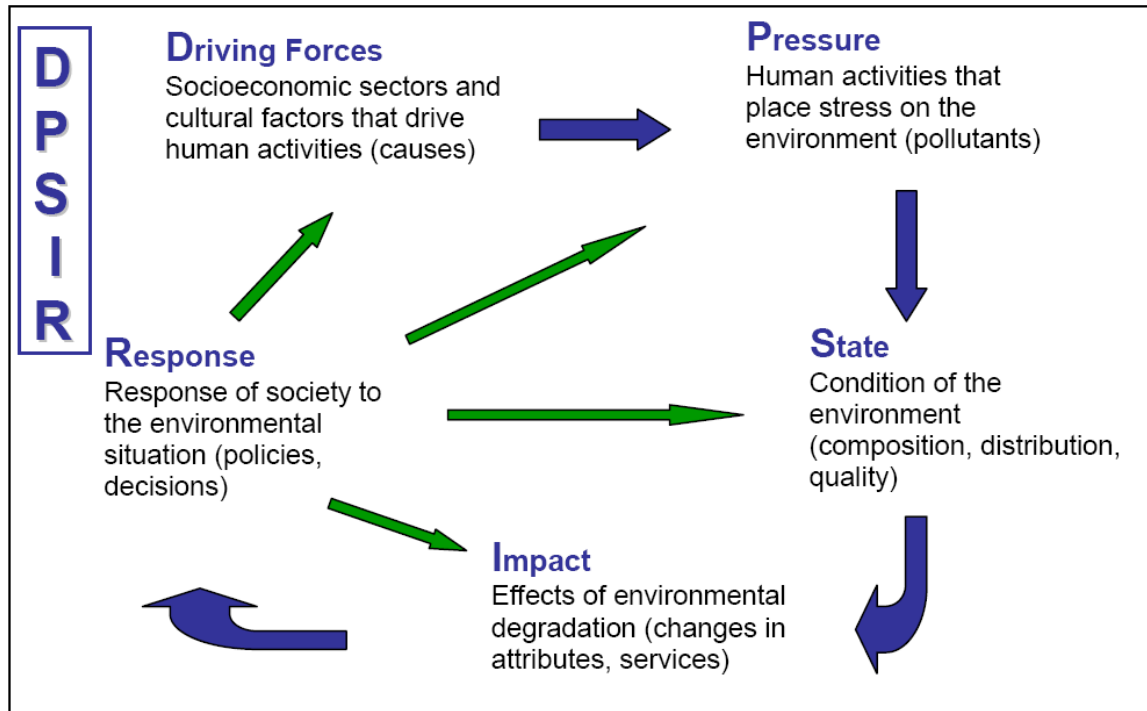 D
P
S
I
R
Driving Forces
Socioeconomic sectors and
cultural factors that drive
human activities (causes)
Pressure
Human activities that
place stress on the
environment (pollutants)
Response
Response of society to
the environmental
situation (policies,
decisions)
State
Condition of the
environment
(composition, distribution,
quality)
Impact
Effects of environmental
degradation (changes in
attributes, services)